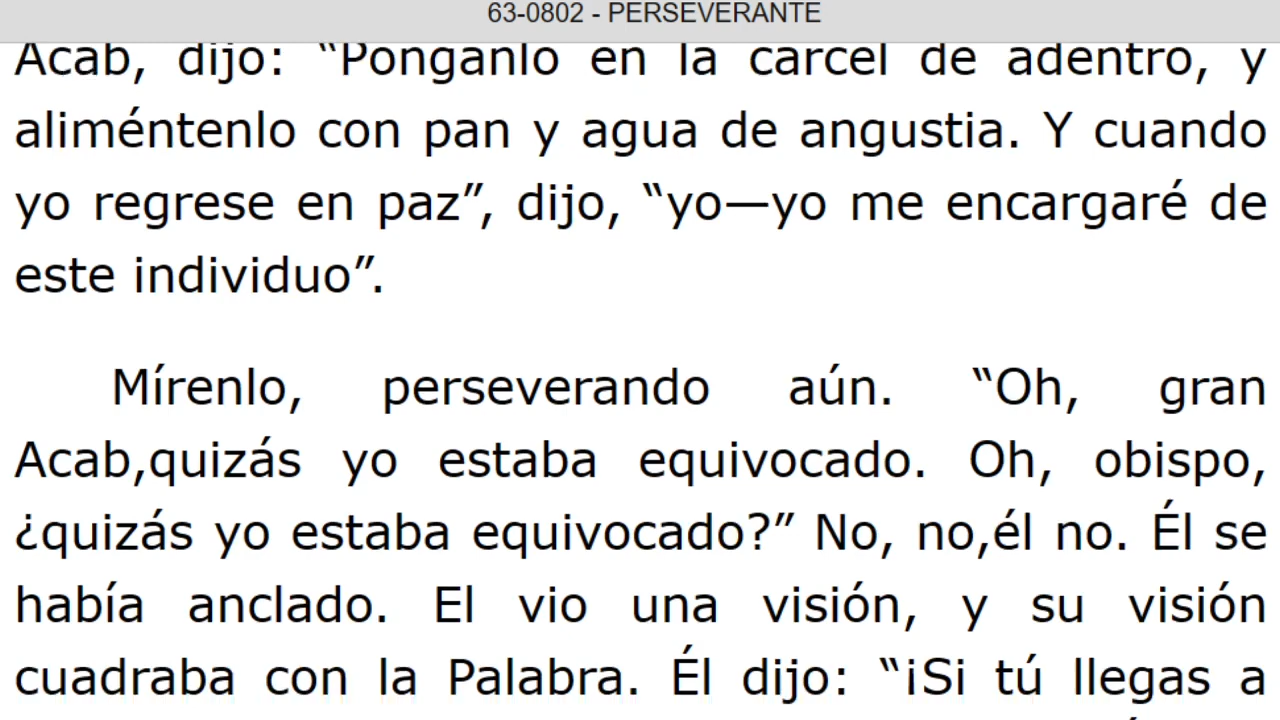 63-0802 - PERSEVERANTE
Acab, dijo: “Pónganlo en la cárcel de adentro, y
aliméntenlo con pan y agua de angustia. Y cuando
yo regrese en paz”, dijo, “yo—yo me encargaré de
este individuo”.
Mírenlo, perseverando aún. “Oh, gran
Acab,quizás yo estaba equivocado. Oh, obispo,
¿quizás yo estaba equivocado?” No, no,él no. Él se
había anclado. El vio una visión, y su visión
cuadraba con la Palabra. Él dijo: “¡Si tú llegas a